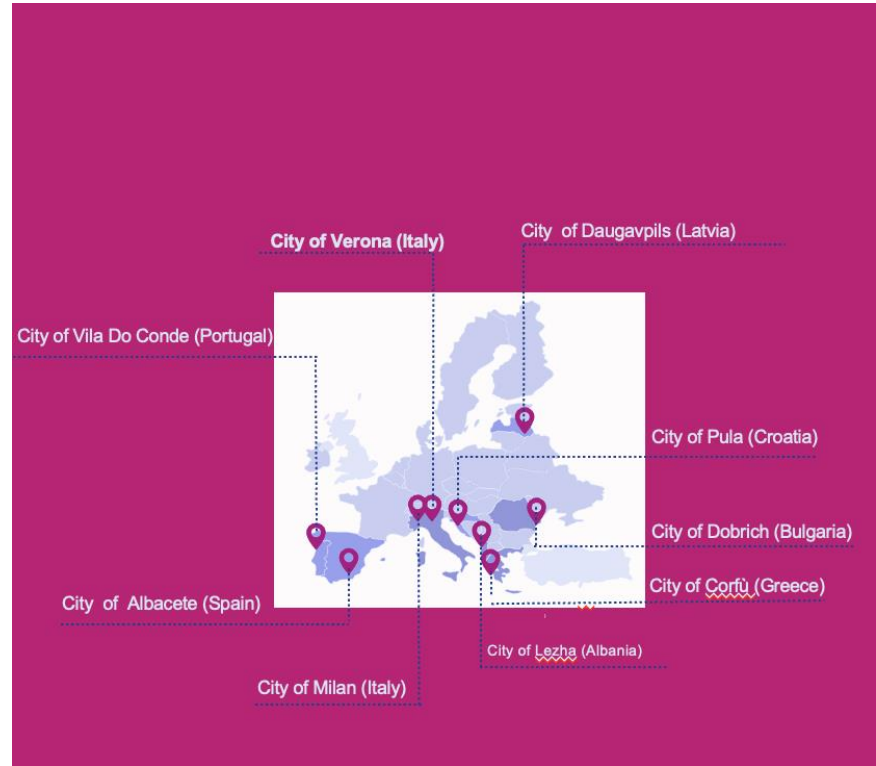 City of Verona (Italy)
City of Daugavpils (Latvia)
City of Vila Do Conde (Portugal)
City of Pula (Croatia)
City of Dobrich (Bulgaria)
City of Corfù (Greece)
City of Albacete (Spain)
City of Lezha (Albania)
City of Milan (Italy)